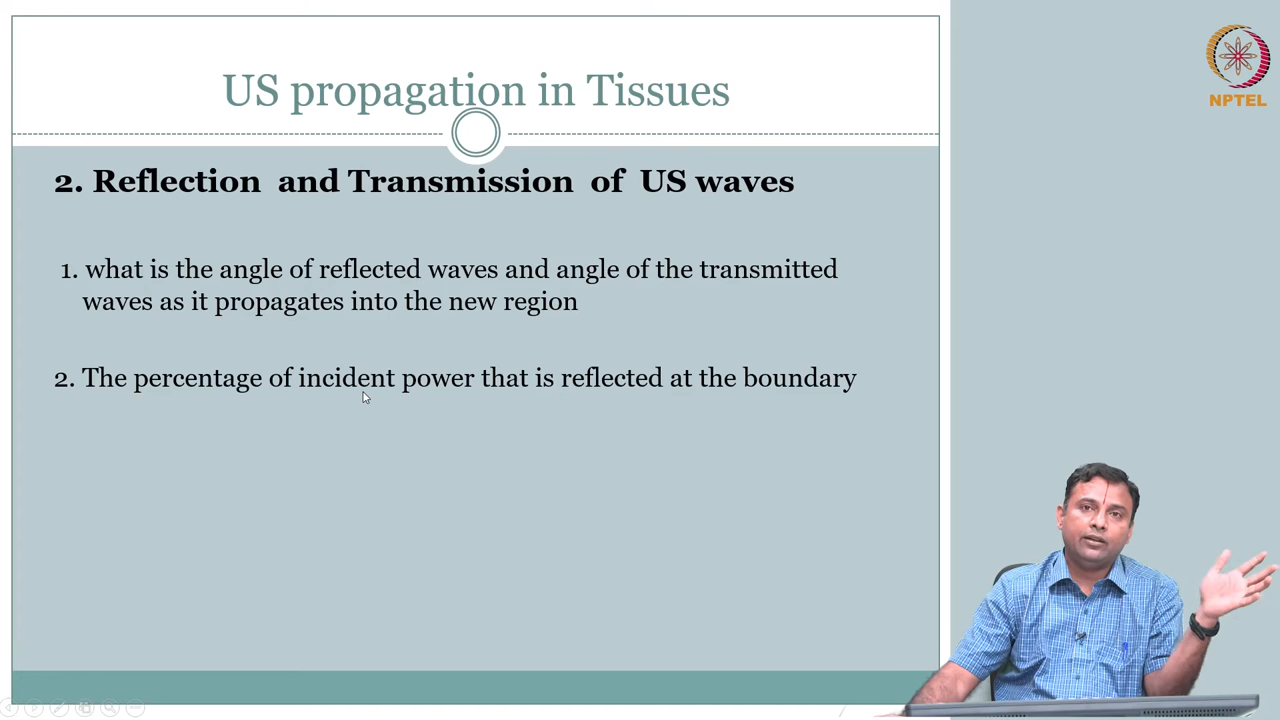 US propagation in Tissues
NPTEL
2. Reflection and Transmission of US waves
1. what is the angle of reflected waves and angle of the transmitted
waves as it propagates into the new region
2. The percentage of incident power that is reflected at the boundary